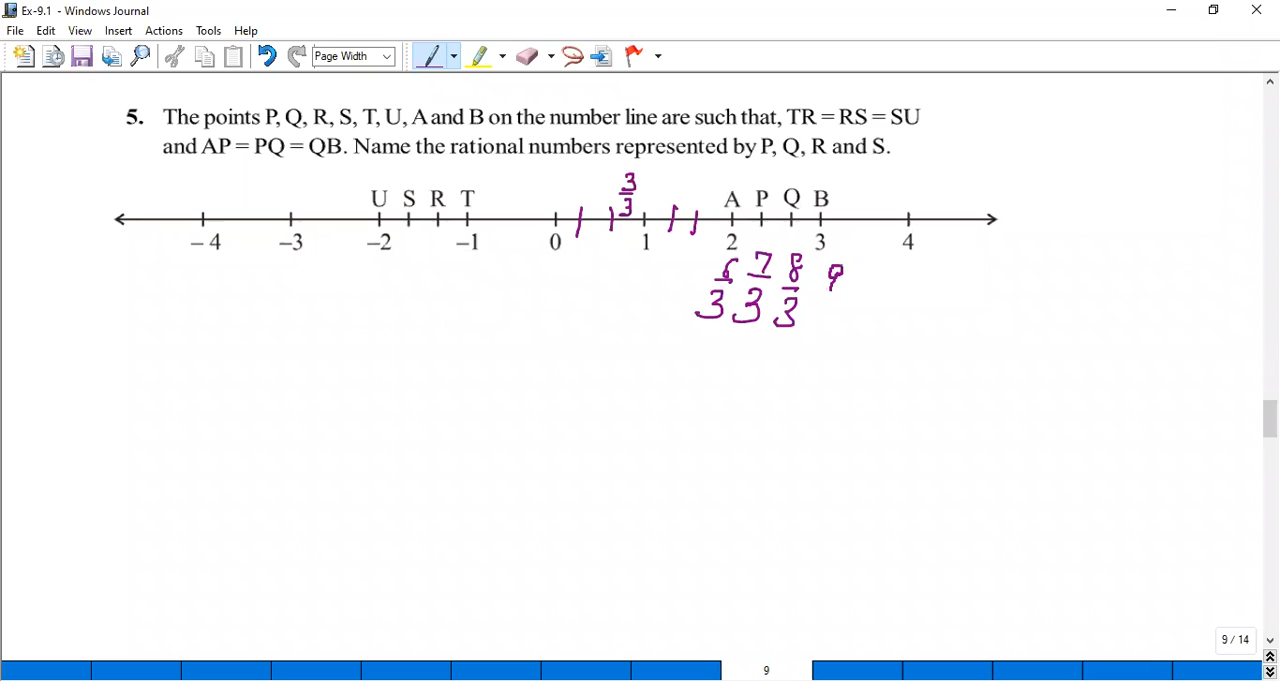 Ex-9.1 - Windows Journal
File Edit View Insert Actions Tools Help
Page Width
5. The points P, Q, R, S, T, U, A and B on the number line are such that, TR = RS = SU
and AP = PQ = QB. Name the rational numbers represented by P, Q, R and S.
3
3
U S R T A P Q B
– 4 –3 –2 –1 0 1 2 3 4
6 7 8 9
3 3 3
9 / 14
9